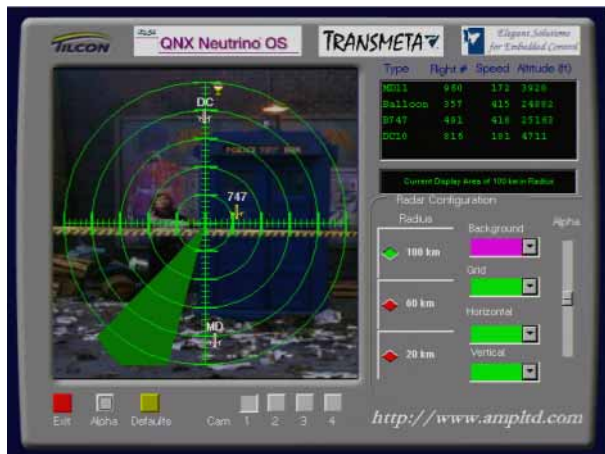 TILCON
QNX Neutrino OS
TRANSMETA
Elegant Solutions
for Embedded Control
Type Flight # Speed Altitude (ft)
MD11 960 172 3928
Balloon 357 415 24882
B747 491 416 25163
DC10 816 181 4711
Current Display Area of 100 km in Radius
Radar Configuration
Radius
Alpha
Background
100 km
Grid
60 km
Horizontal
20 km
Vertical
DC
747
MD
Exit Alpha Defaults Cam 1 2 3 4
http://www.ampltd.com